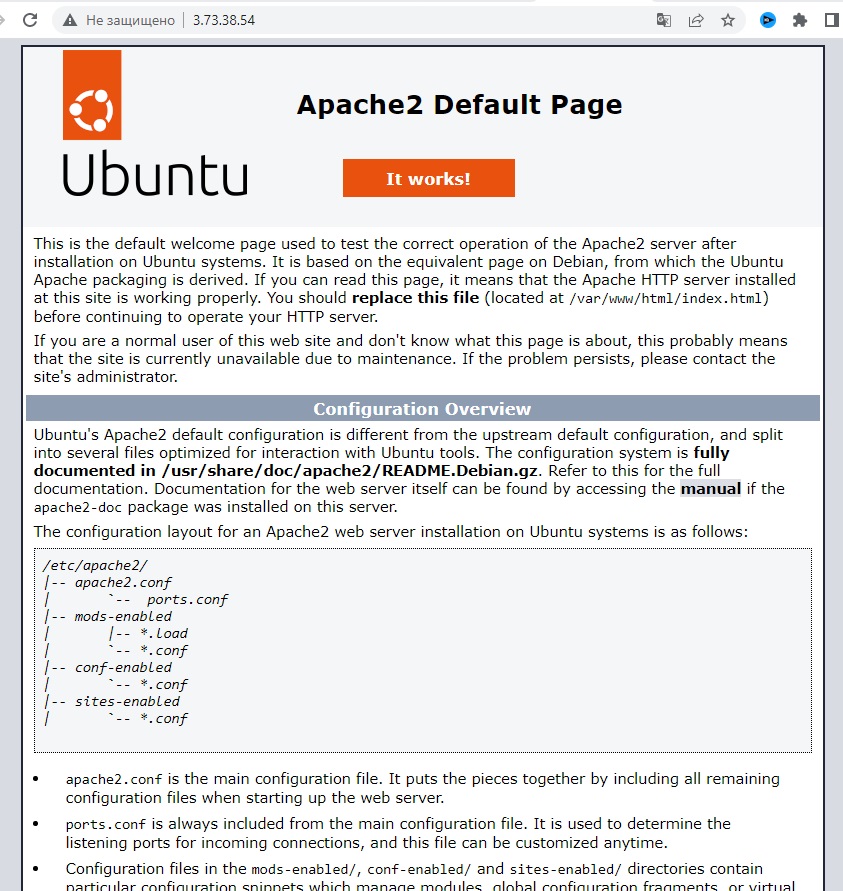 Не защищено 3.73.38.54
Apache2 Default Page
Ubuntu
It works!
This is the default welcome page used to test the correct operation of the Apache2 server after
installation on Ubuntu systems. It is based on the equivalent page on Debian, from which the Ubuntu
Apache packaging is derived. If you can read this page, it means that the Apache HTTP server installed
at this site is working properly. You should replace this file (located at /var/www/html/index.html)
before continuing to operate your HTTP server.
If you are a normal user of this web site and don't know what this page is about, this probably means
that the site is currently unavailable due to maintenance. If the problem persists, please contact the
site's administrator.
Configuration Overview
Ubuntu's Apache2 default configuration is different from the upstream default configuration, and split
into several files optimized for interaction with Ubuntu tools. The configuration system is fully
documented in /usr/share/doc/apache2/README.Debian.gz. Refer to this for the full
documentation. Documentation for the web server itself can be found by accessing the manual if the
apache2-doc package was installed on this server.
The configuration layout for an Apache2 web server installation on Ubuntu systems is as follows:
/etc/apache2/
|-- apache2.conf
|       `--  ports.conf
|-- mods-enabled
|       |-- *.load
|       `-- *.conf
|-- conf-enabled
|       `-- *.conf
|-- sites-enabled
|       `-- *.conf
• apache2.conf is the main configuration file. It puts the pieces together by including all remaining
configuration files when starting up the web server.
• ports.conf is always included from the main configuration file. It is used to determine the
listening ports for incoming connections, and this file can be customized anytime.
• Configuration files in the mods-enabled/, conf-enabled/ and sites-enabled/ directories contain
particular configuration snippets which manage modules, global configuration fragments, or virtual